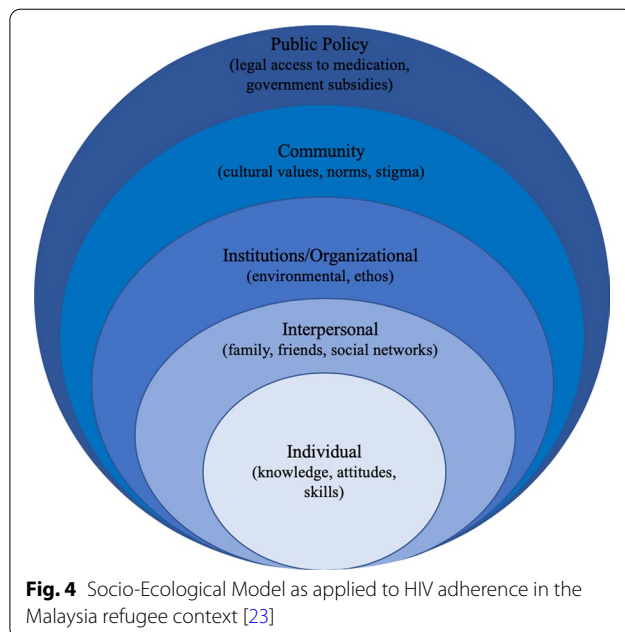 Public Policy
(legal access to medication,
government subsidies)
Community
(cultural values, norms, stigma)
Institutions/Organizational
(environmental, ethos)
Interpersonal
(family, friends, social networks)
Individual
(knowledge, attitudes,
skills)
Fig. 4 Socio-Ecological Model as applied to HIV adherence in the
Malaysia refugee context [23]